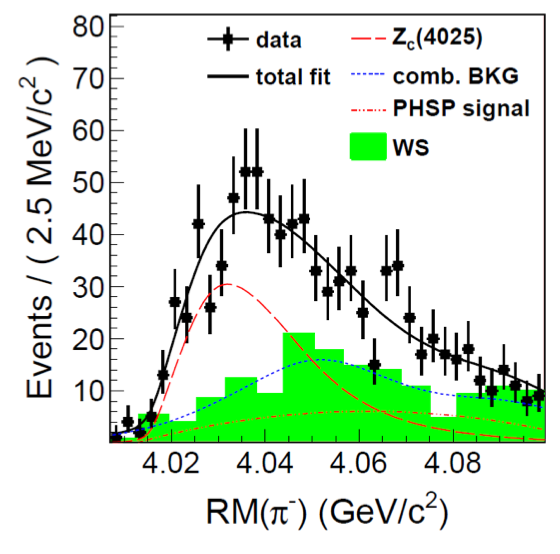 80
70
60
50
40
30
20
10
Events / ( 2.5 MeV/c² )
data
total fit
Z_c(4025)
comb. BKG
PHSP signal
WS
4.02 4.04 4.06 4.08
RM(π⁻) (GeV/c²)